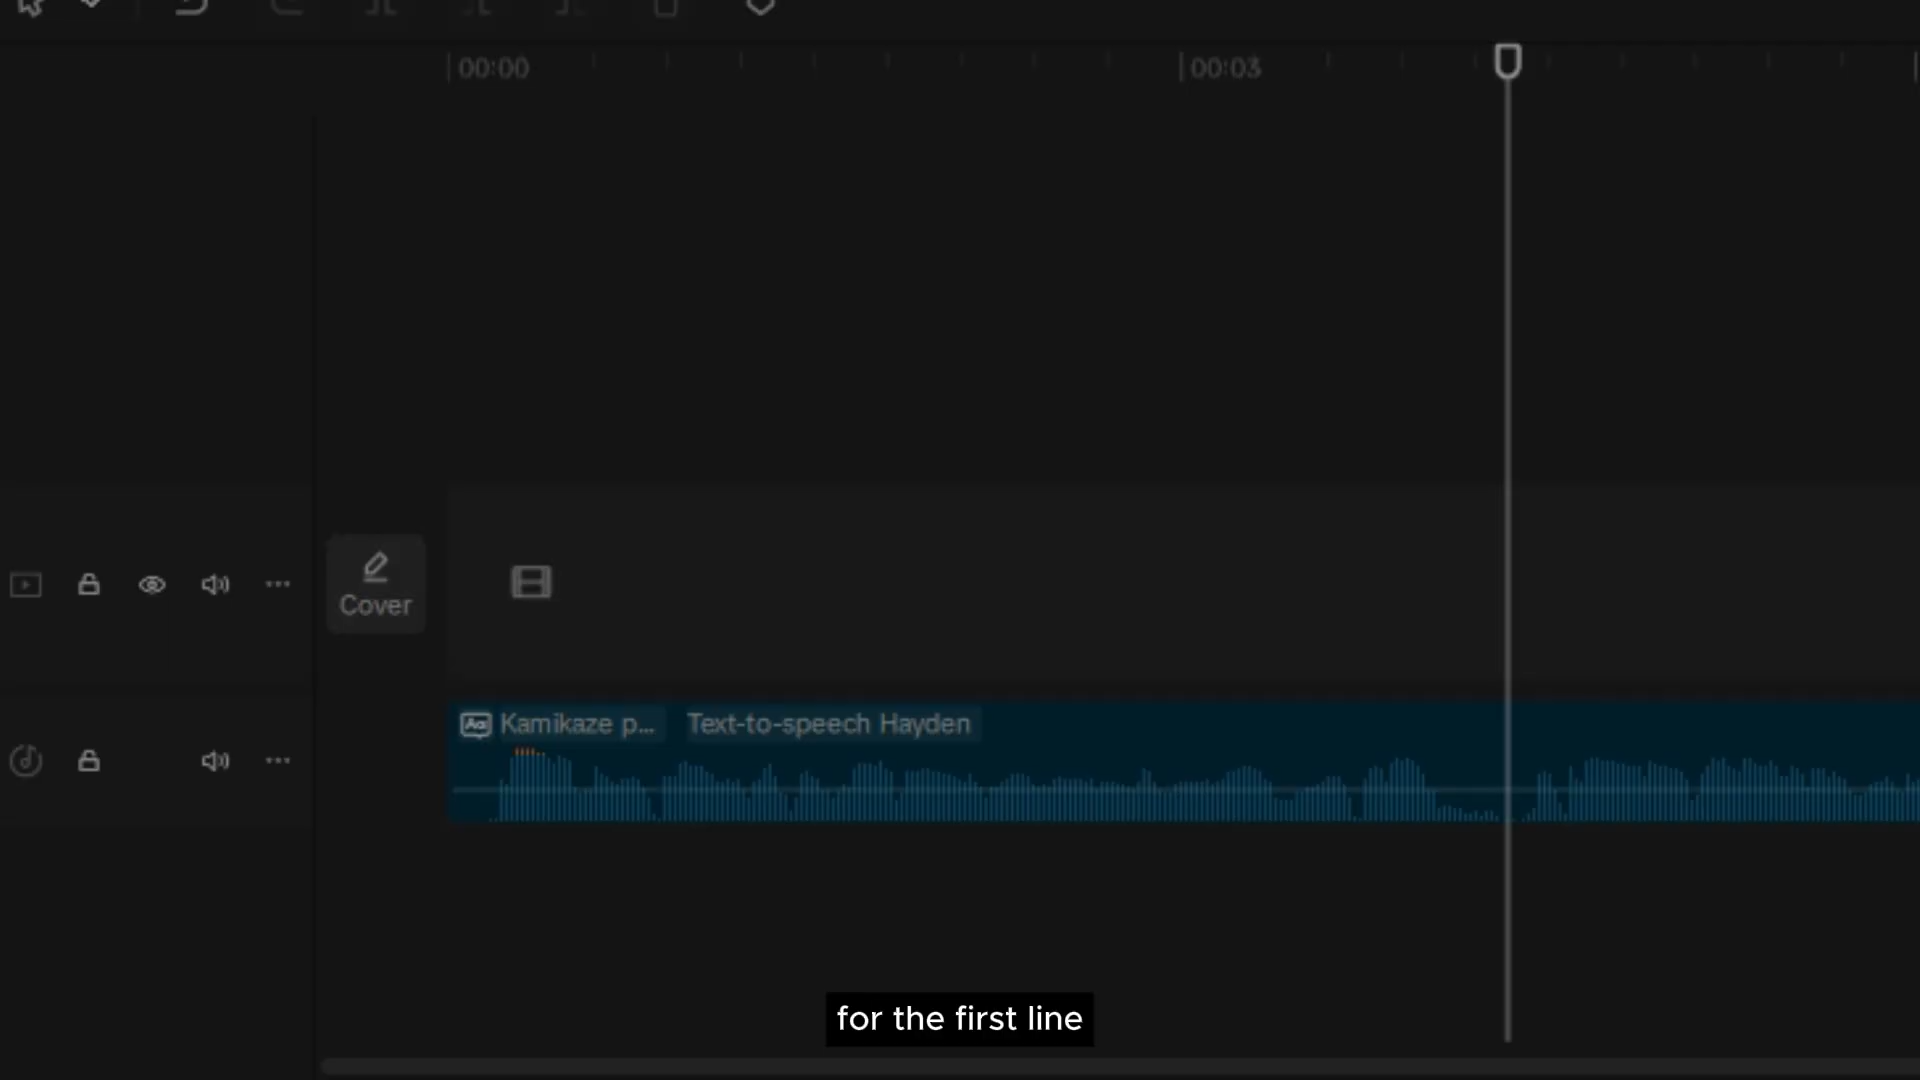 00:00
00:03
Cover
Kamikaze p... Text-to-speech Hayden
for the first line